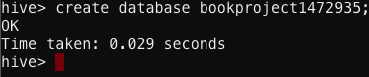 hive> create database bookproject1472935;
OK
Time taken: 0.029 seconds
hive>